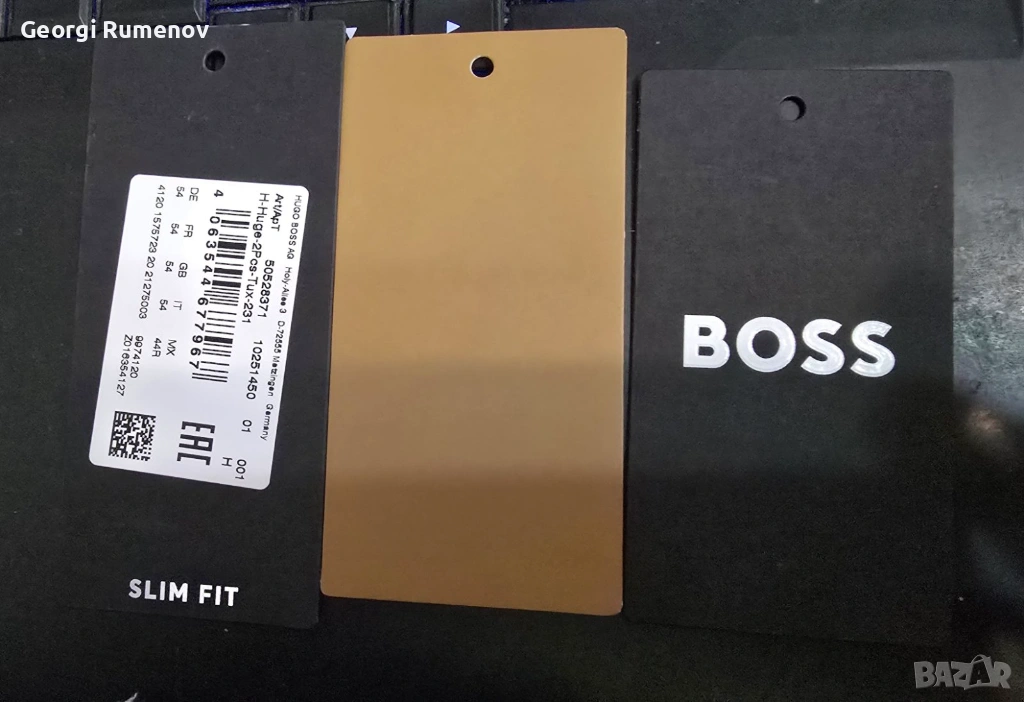 Georgi Rumenov
HUGO BOSS AG Holy-Allee 3 D-72555 Metzingen Germany
Art/ApT 50528371 10251450 01 001
H-Huge-2Pcs-Tux-231 H
4 063544 677967
DE FR GB IT MX
54 54 54 54 44R
4120 1575723 20 21275003 9974120
Z016354127
EAC
SLIM FIT
BOSS
BAZAR